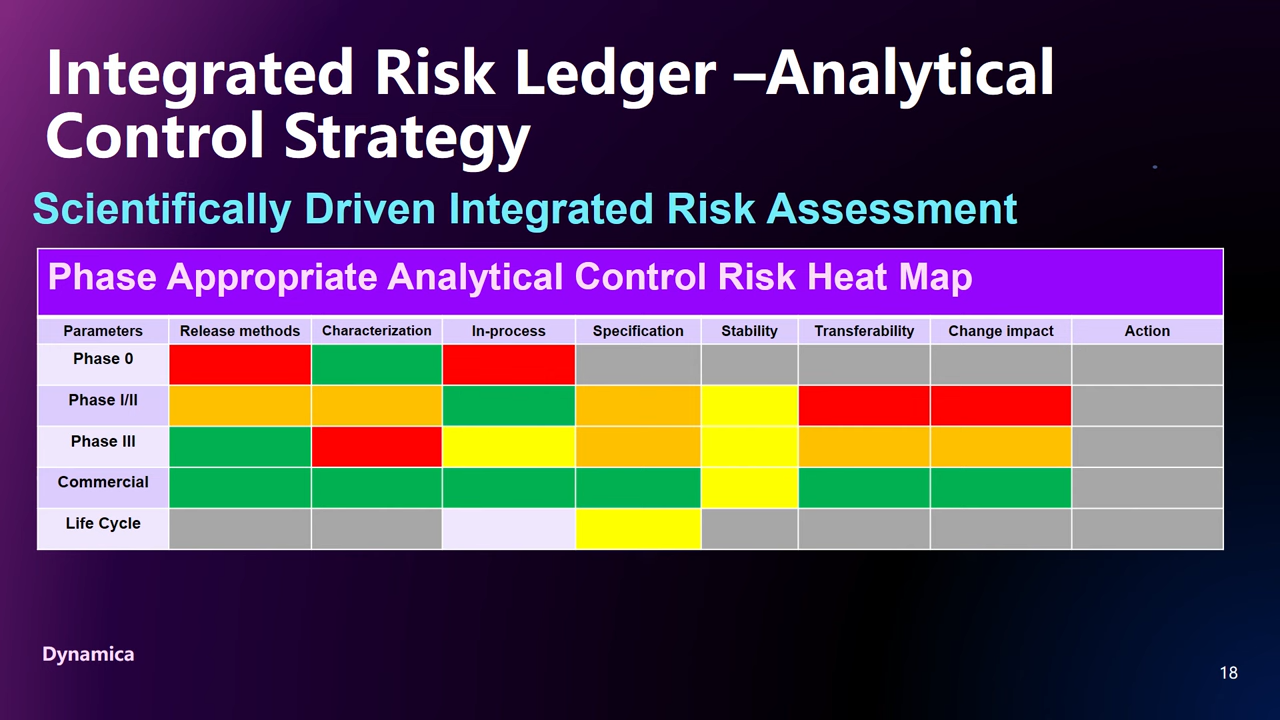 Integrated Risk Ledger –Analytical
Control Strategy
Scientifically Driven Integrated Risk Assessment
Phase Appropriate Analytical Control Risk Heat Map
Parameters Release methods Characterization In-process Specification Stability Transferability Change impact Action
Phase 0
Phase I/II
Phase III
Commercial
Life Cycle
Dynamica
18